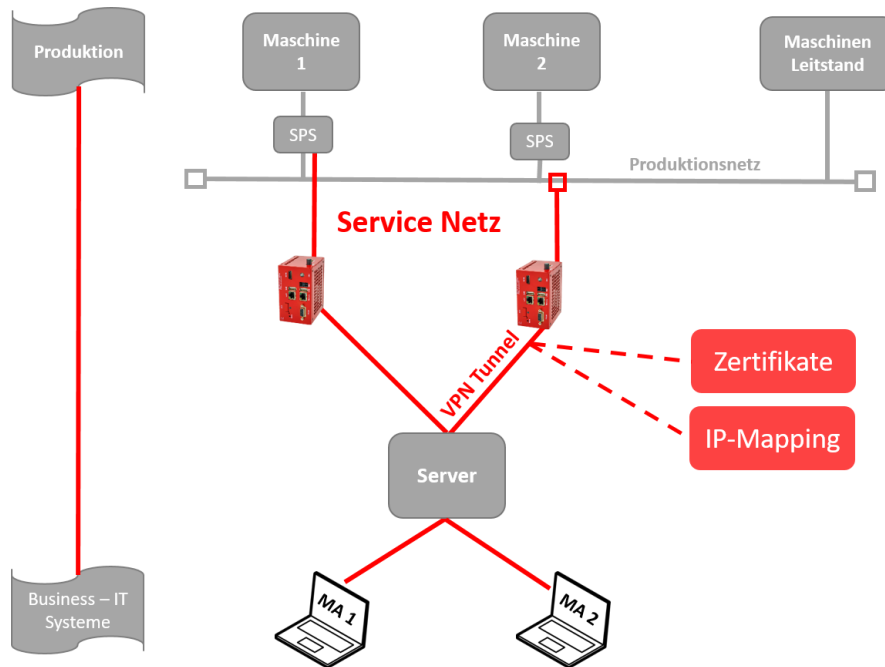 Produktion
Maschine
1
Maschine
2
Maschinen
Leitstand
SPS
SPS
Produktionsnetz
Service Netz
VPN Tunnel
Zertifikate
IP-Mapping
Server
Business – IT
Systeme
MA 1
MA 2